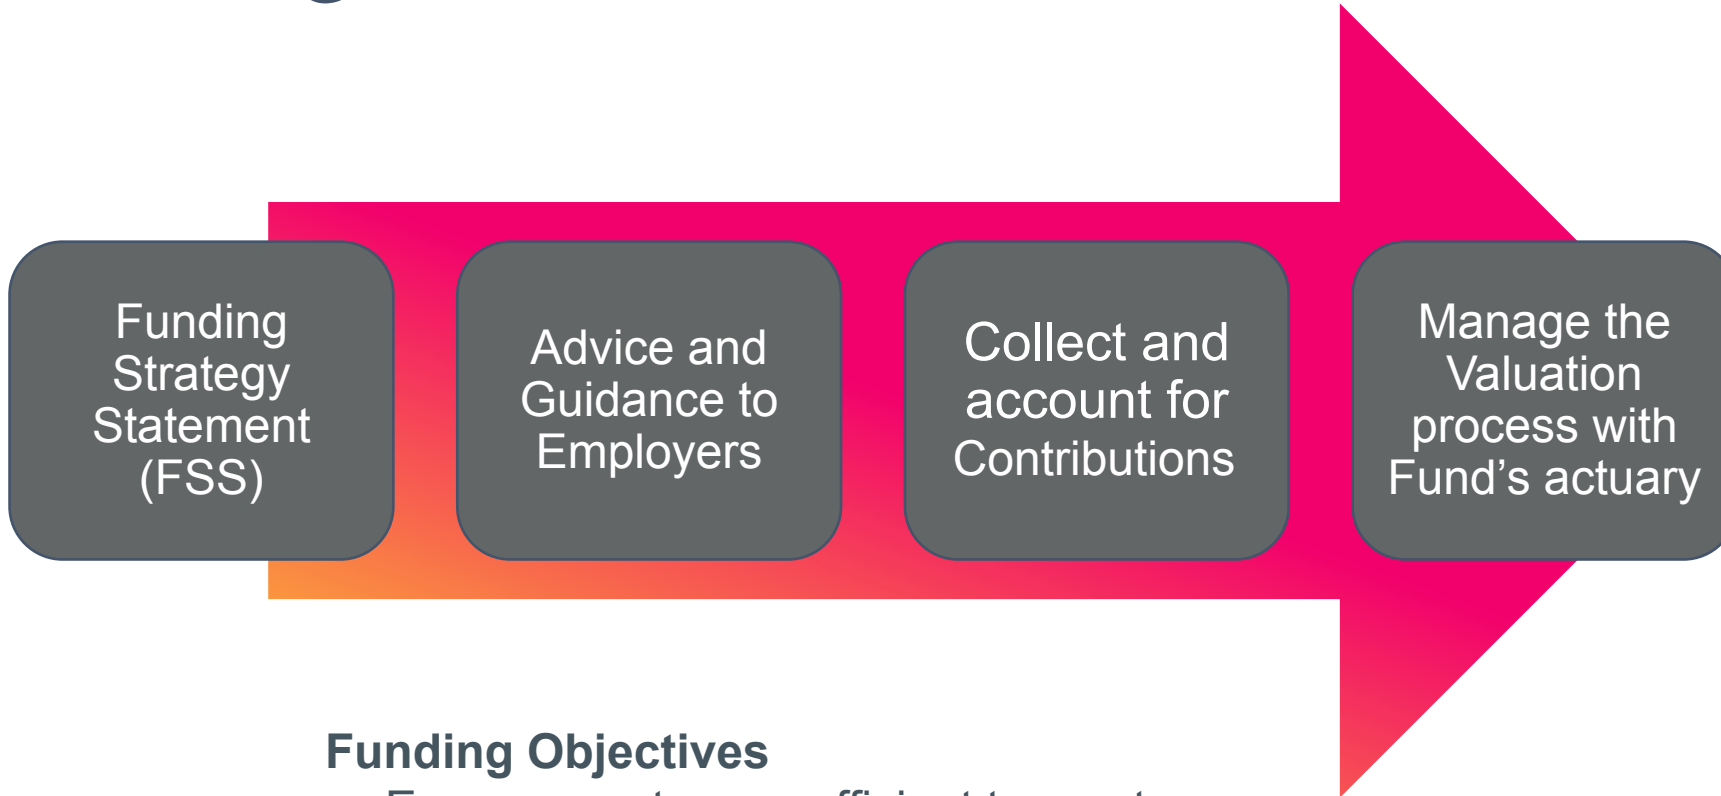 Funding
Strategy
Statement
(FSS)
Advice and
Guidance to
Employers
Collect and
account for
Contributions
Manage the
Valuation
process with
Fund’s actuary
Funding Objectives